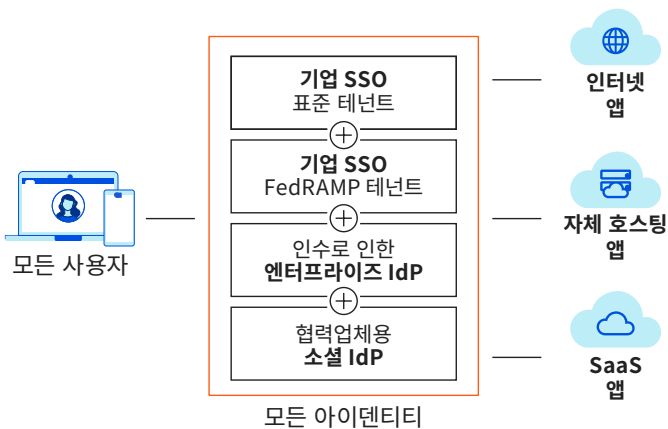 모든 사용자
기업 SSO
표준 테넌트
기업 SSO
FedRAMP 테넌트
인수로 인한
엔터프라이즈 IdP
협력업체용
소셜 IdP
모든 아이덴티티
인터넷
앱
자체 호스팅
앱
SaaS
앱